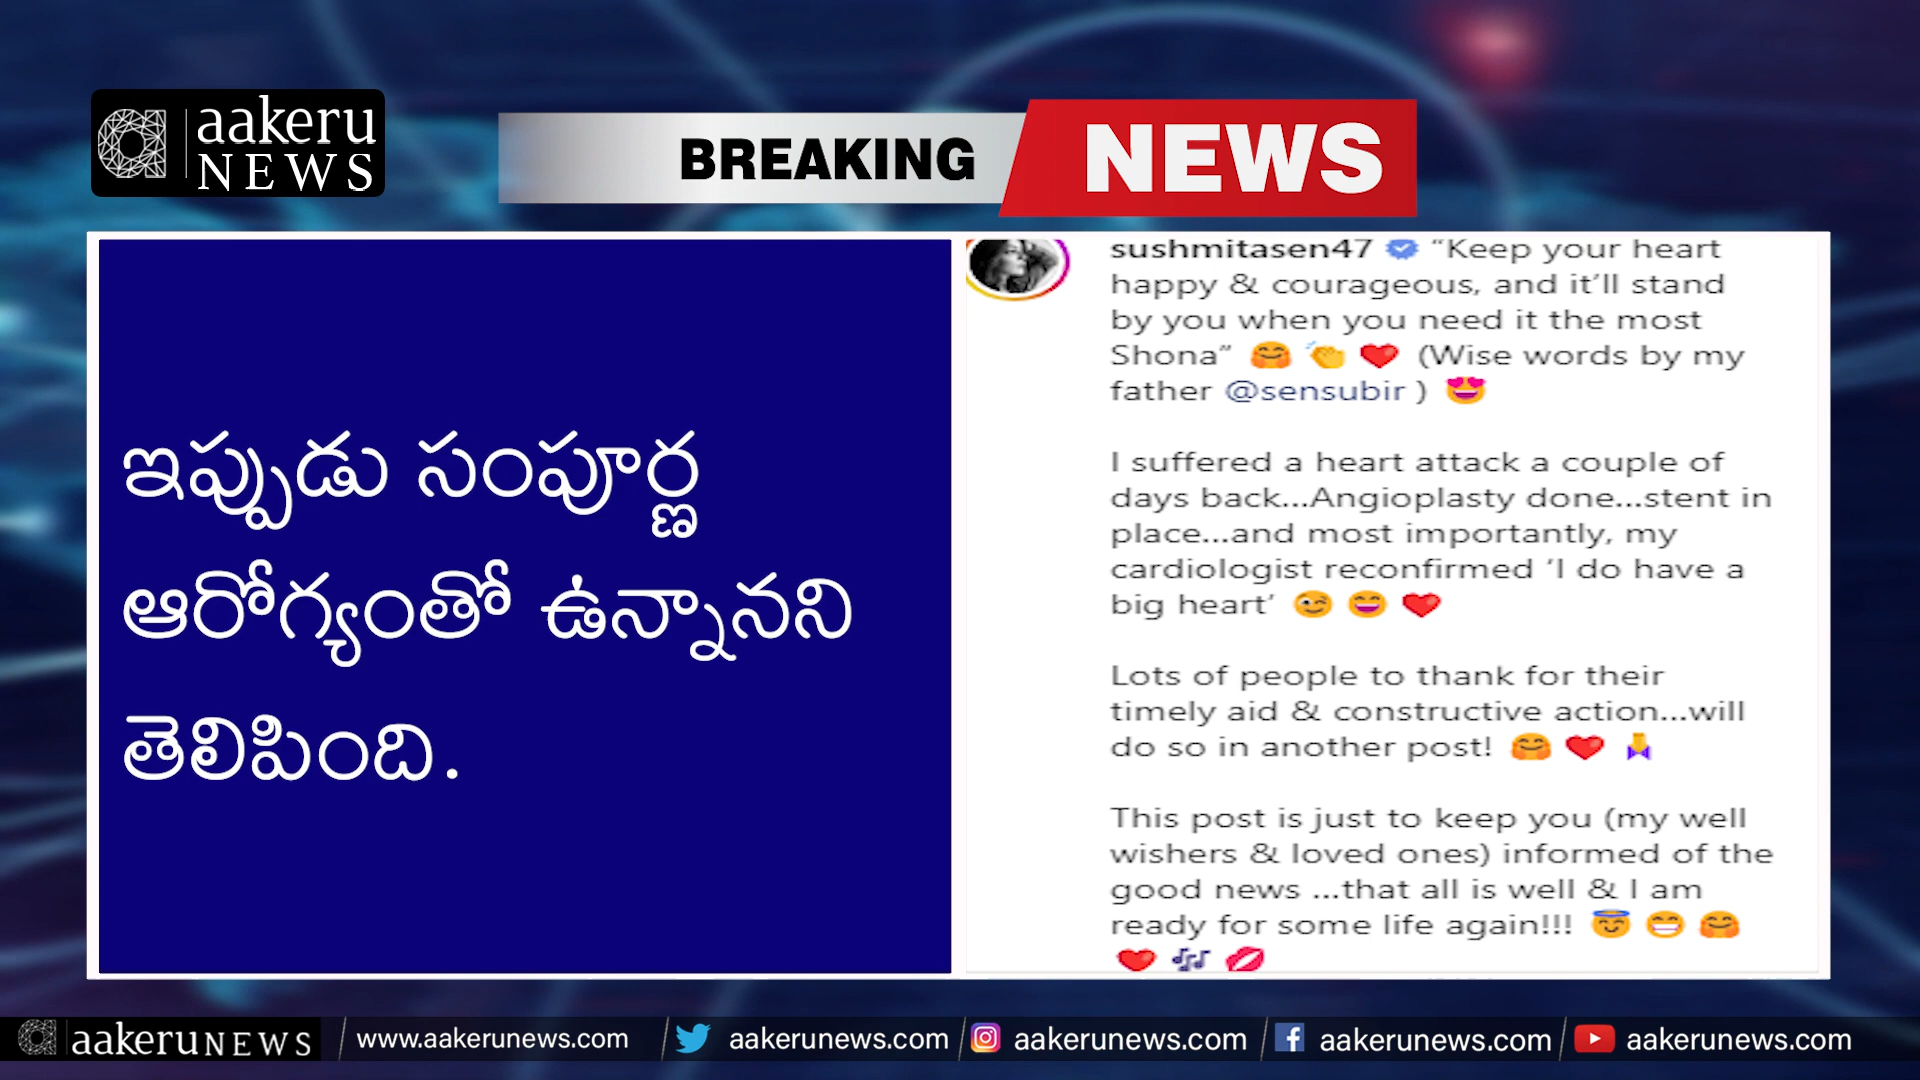 aakeru
NEWS
BREAKING NEWS
ఇప్పుడు సంపూర్ణ
ఆరోగ్యంతో ఉన్నానని
తెలిపింది.
sushmitasen47 “Keep your heart
happy & courageous, and it’ll stand
by you when you need it the most
Shona” 🤗 👏 ❤️ (Wise words by my
father @sensubir ) 😍
I suffered a heart attack a couple of
days back...Angioplasty done...stent in
place...and most importantly, my
cardiologist reconfirmed ‘I do have a
big heart’ 😉 😄 ❤️
Lots of people to thank for their
timely aid & constructive action...will
do so in another post! 🤗 ❤️ 🧘
This post is just to keep you (my well
wishers & loved ones) informed of the
good news ...that all is well & I am
ready for some life again!!! 😇 😁 🤗
❤️ 🎶 💋
aakeruNEWS www.aakerunews.com aakerunews.com aakerunews.com aakerunews.com aakerunews.com